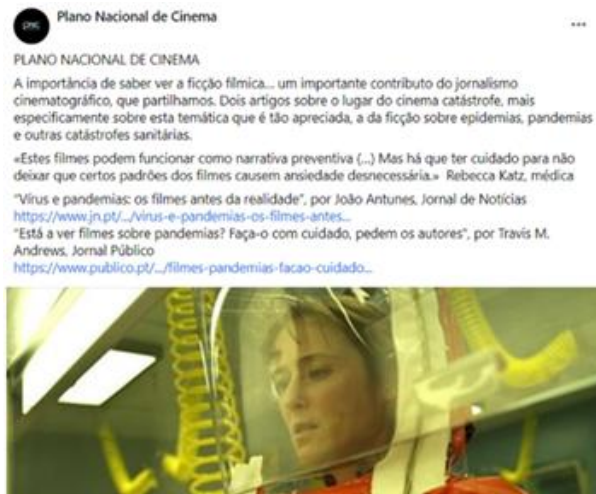 pnc
Plano Nacional de Cinema
PLANO NACIONAL DE CINEMA
A importância de saber ver a ficção fílmica... um importante contributo do jornalismo
cinematográfico, que partilhamos. Dois artigos sobre o lugar do cinema catástrofe, mais
especificamente sobre esta temática que é tão apreciada, a da ficção sobre epidemias, pandemias
e outras catástrofes sanitárias.
«Estes filmes podem funcionar como narrativa preventiva (...) Mas há que ter cuidado para não
deixar que certos padrões dos filmes causem ansiedade desnecessária.» Rebecca Katz, médica
"Vírus e pandemias: os filmes antes da realidade", por João Antunes, Jornal de Notícias
https://www.jn.pt/.../virus-e-pandemias-os-filmes-antes...
"Está a ver filmes sobre pandemias? Faça-o com cuidado, pedem os autores", por Travis M.
Andrews, Jornal Público
https://www.publico.pt/.../filmes-pandemias-facao-cuidado...